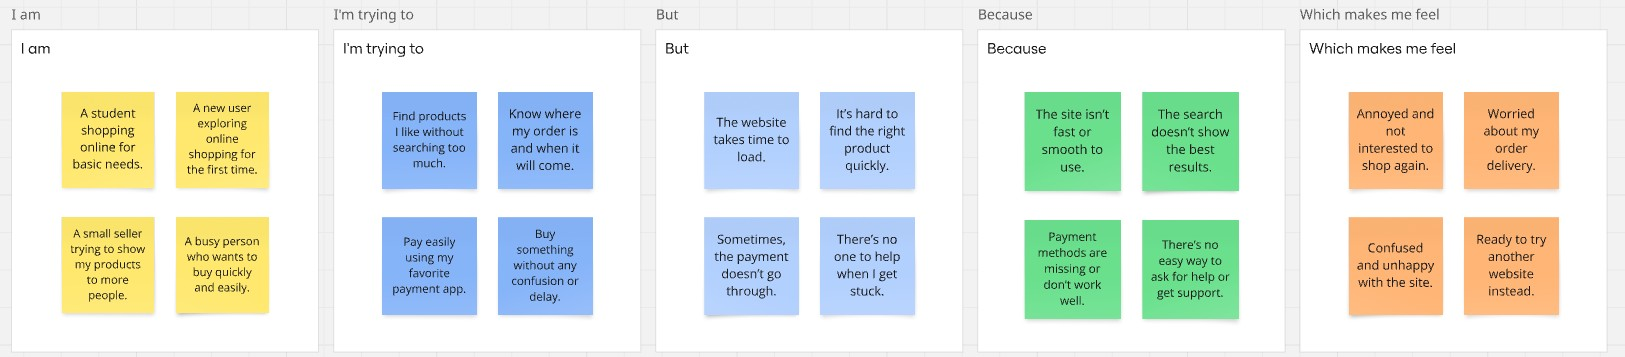 I am
I'm trying to
But
Because
Which makes me feel
I am
I'm trying to
But
Because
Which makes me feel
A student
shopping
online for
basic needs.
A new user
exploring
online
shopping for
the first time.
A small seller
trying to show
my products
to more
people.
A busy person
who wants to
buy quickly
and easily.
Find products
I like without
searching too
much.
Know where
my order is
and when it
will come.
Pay easily
using my
favorite
payment app.
Buy
something
without any
confusion or
delay.
The website
takes time to
load.
It’s hard to
find the right
product
quickly.
Sometimes,
the payment
doesn’t go
through.
There’s no
one to help
when I get
stuck.
The site isn’t
fast or
smooth to
use.
The search
doesn’t show
the best
results.
Payment
methods are
missing or
don’t work
well.
There’s no
easy way to
ask for help or
get support.
Annoyed and
not
interested to
shop again.
Worried
about my
order
delivery.
Confused
and unhappy
with the site.
Ready to try
another
website
instead.